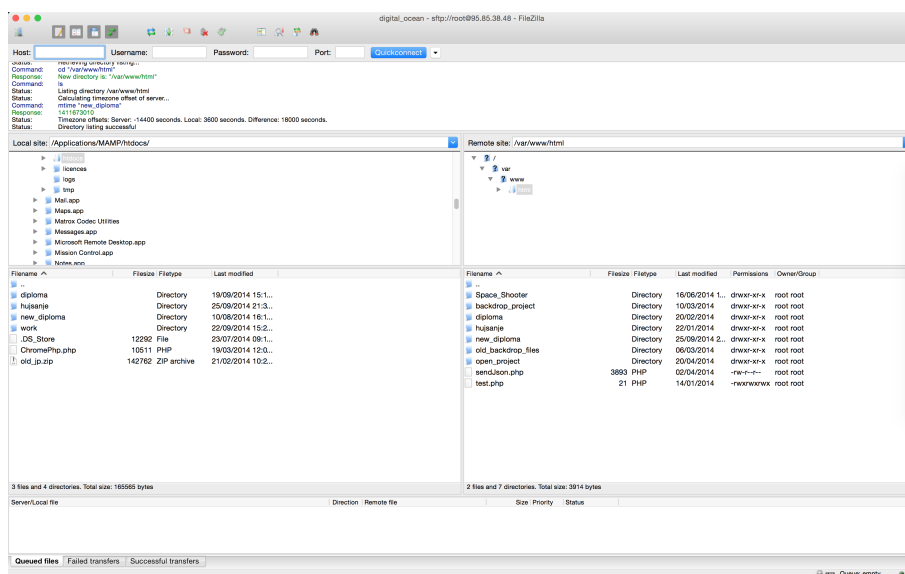 digital_ocean - sftp://root@95.85.38.48 - FileZilla
Host: Username: Password: Port: Quickconnect
Status: Retrieving directory listing...
Command: cd "/var/www/html"
Response: New directory is: "/var/www/html"
Command: ls
Status: Listing directory /var/www/html
Status: Calculating timezone offset of server...
Command: mtime "new_diploma"
Response: 1411673010
Status: Timezone offsets: Server: -14400 seconds. Local: 3600 seconds. Difference: 18000 seconds.
Status: Directory listing successful
Local site: /Applications/MAMP/htdocs/
htdocs
licences
logs
tmp
Mail.app
Maps.app
Matrox Codec Utilities
Messages.app
Microsoft Remote Desktop.app
Mission Control.app
Notes.app
Remote site: /var/www/html
/
var
www
html
Filename Filesize Filetype Last modified
..
diploma Directory 19/09/2014 15:1...
hujsanje Directory 25/09/2014 21:3...
new_diploma Directory 10/08/2014 16:1...
work Directory 22/09/2014 15:2...
.DS_Store 12292 File 23/07/2014 09:1...
ChromePhp.php 10511 PHP 19/03/2014 12:0...
old_jp.zip 142762 ZIP archive 21/02/2014 10:2...
3 files and 4 directories. Total size: 165565 bytes
Filename Filesize Filetype Last modified Permissions Owner/Group
..
Space_Shooter Directory 16/06/2014 1... drwxr-xr-x root root
backdrop_project Directory 10/03/2014 drwxr-xr-x root root
diploma Directory 20/02/2014 drwxr-xr-x root root
hujsanje Directory 22/01/2014 drwxr-xr-x root root
new_diploma Directory 25/09/2014 2... drwxr-xr-x root root
old_backdrop_files Directory 06/03/2014 drwxr-xr-x root root
open_project Directory 20/04/2014 drwxr-xr-x root root
sendJson.php 3893 PHP 02/04/2014 -rw-r--r-- root root
test.php 21 PHP 14/01/2014 -rwxrwxrwx root root
2 files and 7 directories. Total size: 3914 bytes
Server/Local file Direction Remote file Size Priority Status
Queued files Failed transfers Successful transfers
Queue: empty